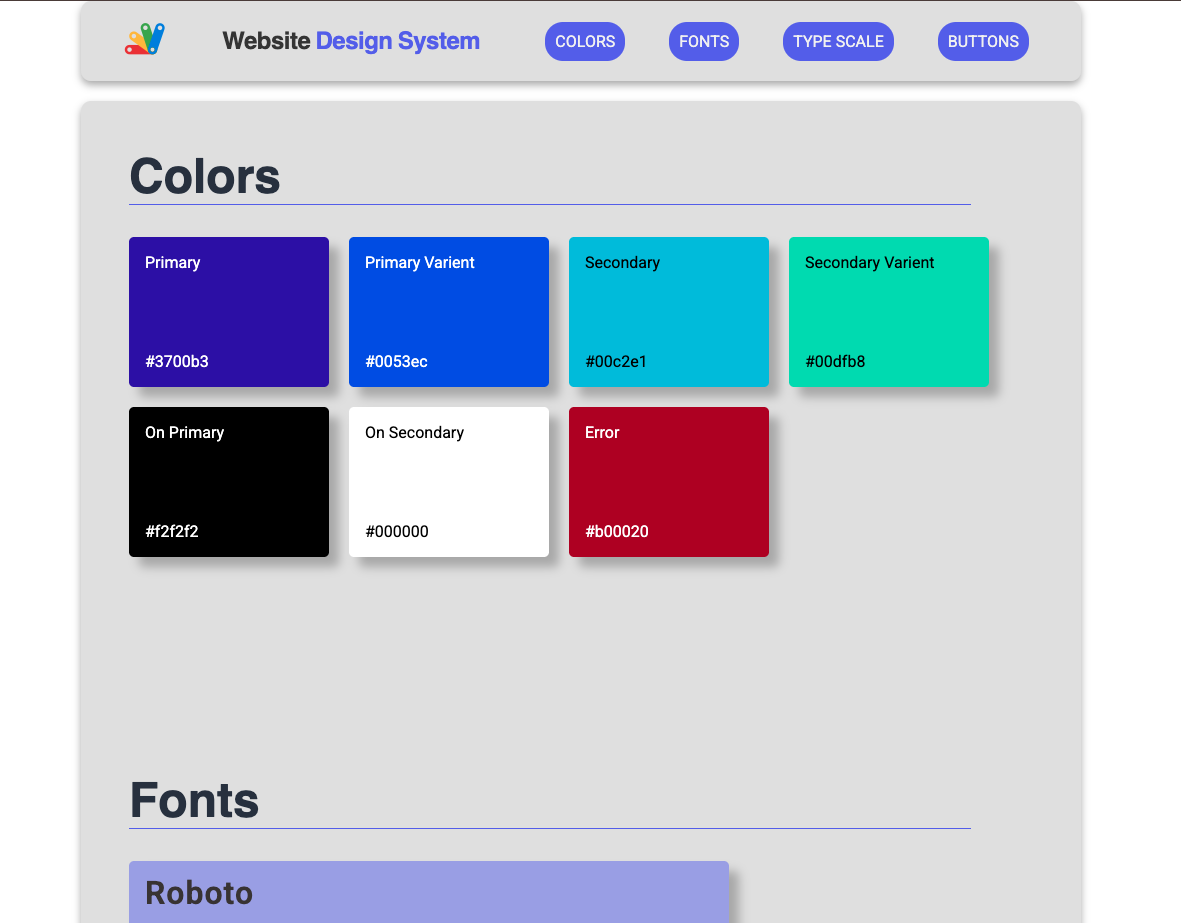 Website Design System
COLORS
FONTS
TYPE SCALE
BUTTONS
Colors
Primary
#3700b3
Primary Varient
#0053ec
Secondary
#00c2e1
Secondary Varient
#00dfb8
On Primary
#f2f2f2
On Secondary
#000000
Error
#b00020
Fonts
Roboto